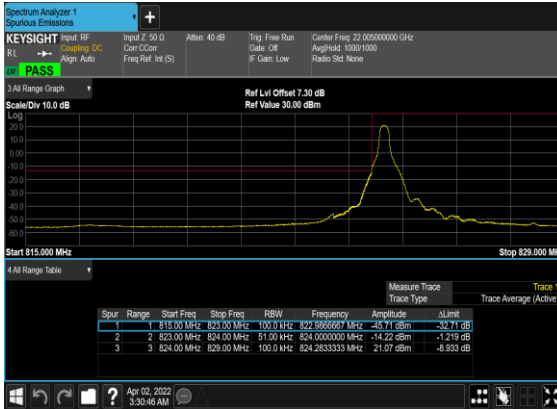 Spectrum Analyzer 1
Spurious Emissions
+
KEYSIGHT Input: RF Input Z: 50 Ω Atten: 40 dB Trig: Free Run Center Freq: 22.005000000 GHz
RL Coupling: DC Corr CCorr Gate: Off Avg|Hold: 1000/1000
Align: Auto Freq Ref: Int (S) IF Gain: Low Radio Std: None
PASS
3 All Range Graph
Ref Lvl Offset 7.30 dB
Scale/Div 10.0 dB Ref Value 30.00 dBm
Log
20.0
10.0
0.00
-10.0
-20.0
-30.0
-40.0
-50.0
-60.0
Start 815.000 MHz Stop 829.000 M
4 All Range Table
Measure Trace Trace 1
Trace Type Trace Average (Active
Spur Range Start Freq Stop Freq RBW Frequency Amplitude ΔLimit
1 1 815.00 MHz 823.00 MHz 100.0 kHz 822.9866667 MHz -45.71 dBm -32.71 dB
2 2 823.00 MHz 824.00 MHz 51.00 kHz 824.0000000 MHz -14.22 dBm -1.219 dB
3 3 824.00 MHz 829.00 MHz 100.0 kHz 824.2833333 MHz 21.07 dBm -8.933 dB
? Apr 02, 2022
3:30:46 AM